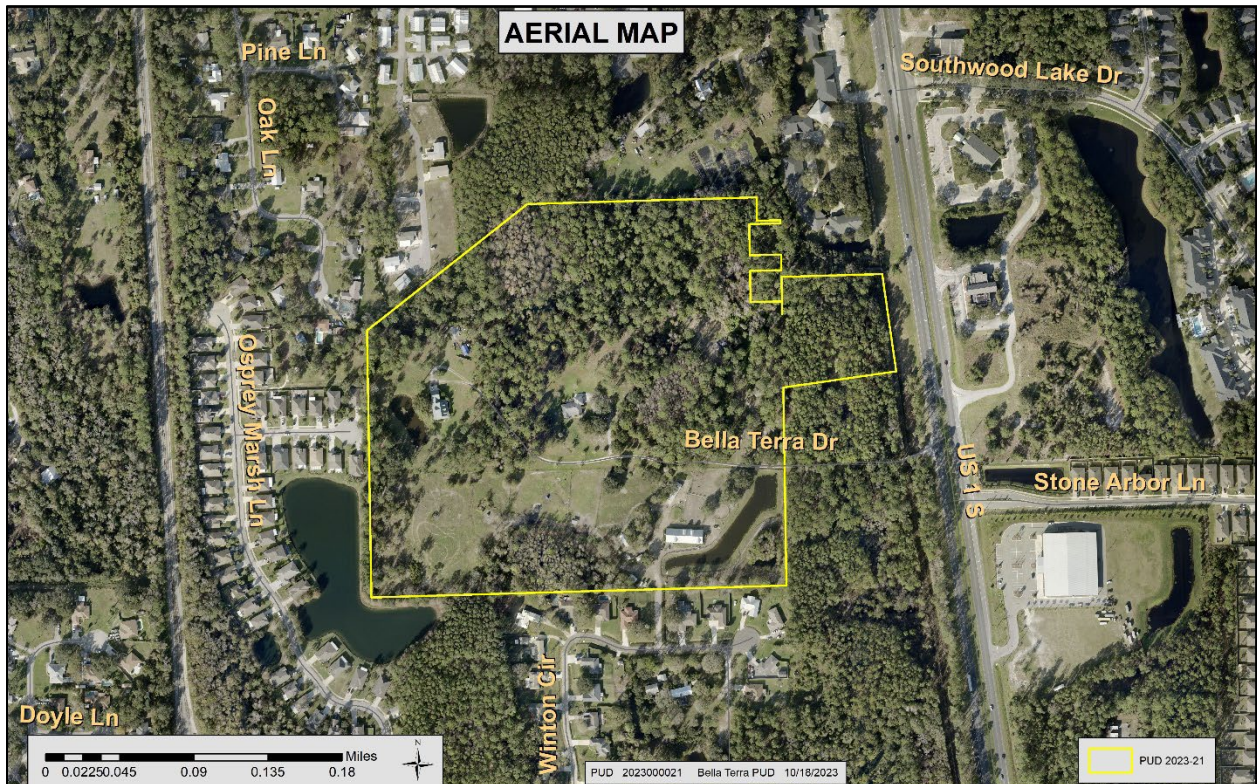 AERIAL MAP
Pine Ln
Southwood Lake Dr
Oak Ln
Osprey Marsh Ln
Bella Terra Dr
US 1 S
Stone Arbor Ln
Doyle Ln
Winton Cir
Miles
0 0.0225 0.045 0.09 0.135 0.18
N
PUD 2023000021 Bella Terra PUD 10/18/2023
PUD 2023-21